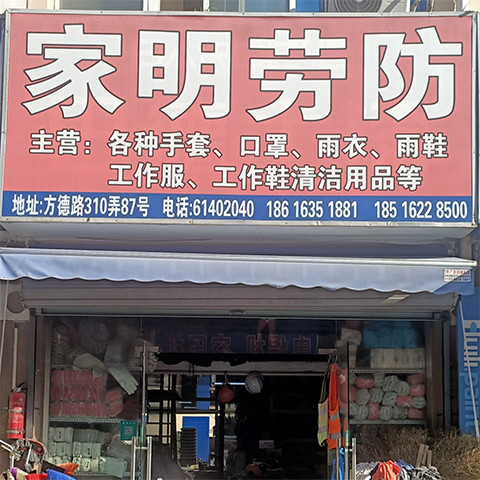 家明劳防
主营：各种手套、口罩、雨衣、雨鞋
工作服、工作鞋清洁用品等
地址:方德路310弄87号 电话:61402040 186 1635 1881 185 1622 8500